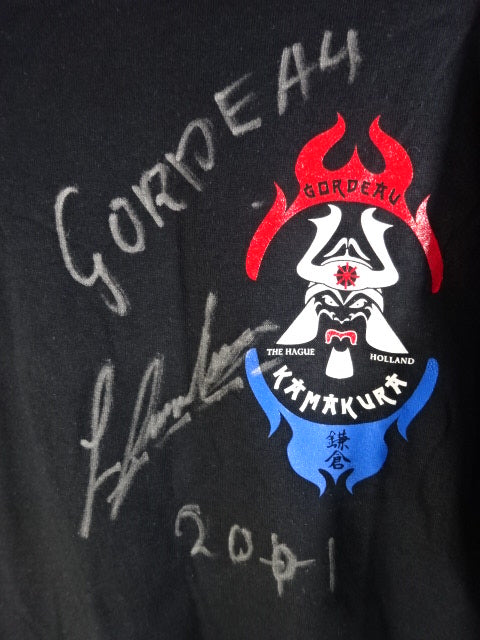 GORDEAU
GORDEAU
THE HAGUE HOLLAND
KAMAKURA
鎌倉
2001